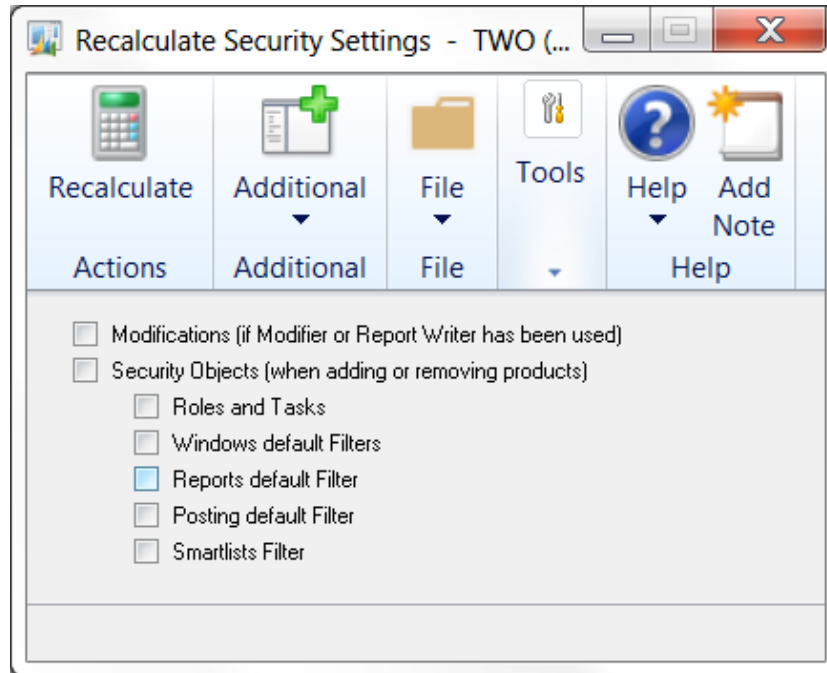 Recalculate Security Settings - TWO (...
Recalculate
Additional
File
Tools
Help
Add
Note
Actions
Additional
File
Help
Modifications (if Modifier or Report Writer has been used)
Security Objects (when adding or removing products)
Roles and Tasks
Windows default Filters
Reports default Filter
Posting default Filter
Smartlists Filter